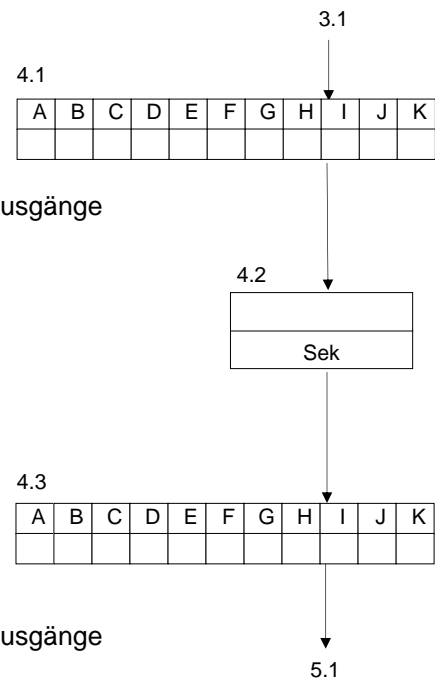 3.1
4.1
A B C D E F G H I J K
usgänge
4.2
Sek
4.3
A B C D E F G H I J K
usgänge
5.1